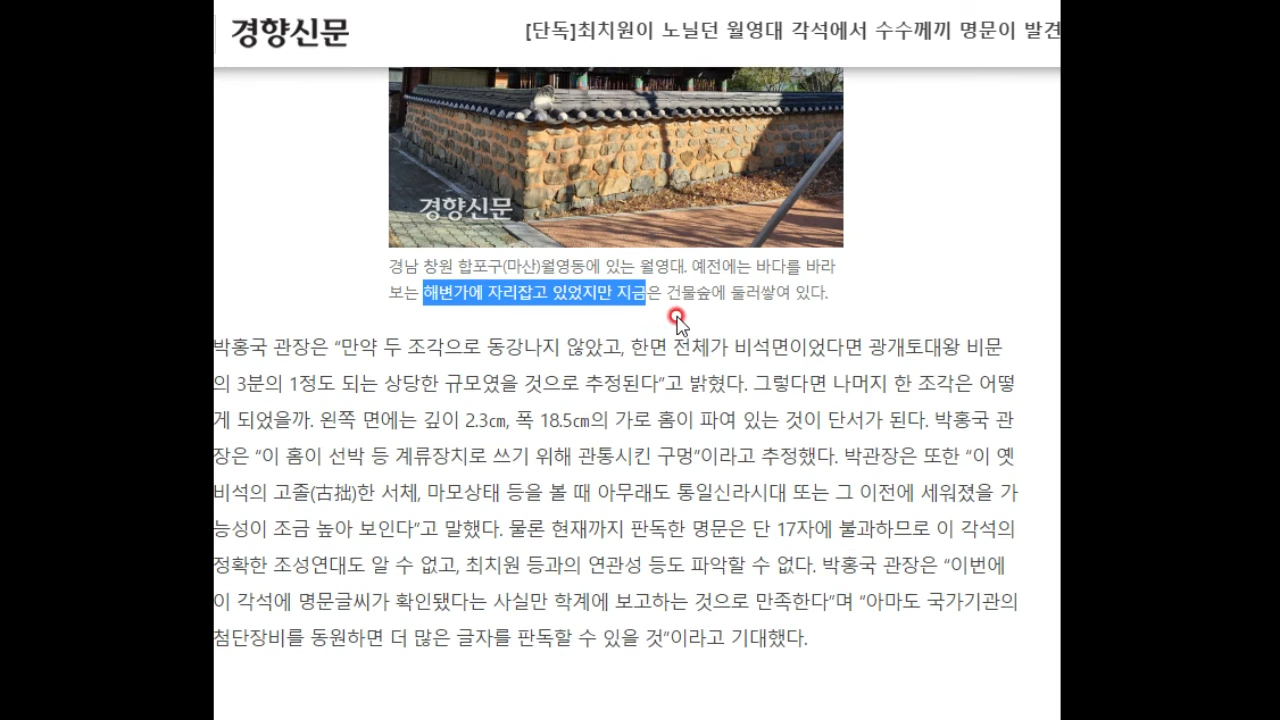 경향신문
[단독]최치원이 노닐던 월영대 각석에서 수수께끼 명문이 발견
경향신문
경남 창원 합포구(마산)월영동에 있는 월영대. 예전에는 바다를 바라
보는 해변가에 자리잡고 있었지만 지금은 건물숲에 둘러쌓여 있다.
박홍국 관장은 “만약 두 조각으로 동강나지 않았고, 한면 전체가 비석면이었다면 광개토대왕 비문
의 3분의 1정도 되는 상당한 규모였을 것으로 추정된다”고 밝혔다. 그렇다면 나머지 한 조각은 어떻
게 되었을까. 왼쪽 면에는 깊이 2.3㎝, 폭 18.5㎝의 가로 홈이 파여 있는 것이 단서가 된다. 박홍국 관
장은 “이 홈이 선박 등 계류장치로 쓰기 위해 관통시킨 구멍”이라고 추정했다. 박관장은 또한 “이 옛
비석의 고졸(古拙)한 서체, 마모상태 등을 볼 때 아무래도 통일신라시대 또는 그 이전에 세워졌을 가
능성이 조금 높아 보인다”고 말했다. 물론 현재까지 판독한 명문은 단 17자에 불과하므로 이 각석의
정확한 조성연대도 알 수 없고, 최치원 등과의 연관성 등도 파악할 수 없다. 박홍국 관장은 “이번에
이 각석에 명문글씨가 확인됐다는 사실만 학계에 보고하는 것으로 만족한다”며 “아마도 국가기관의
첨단장비를 동원하면 더 많은 글자를 판독할 수 있을 것”이라고 기대했다.